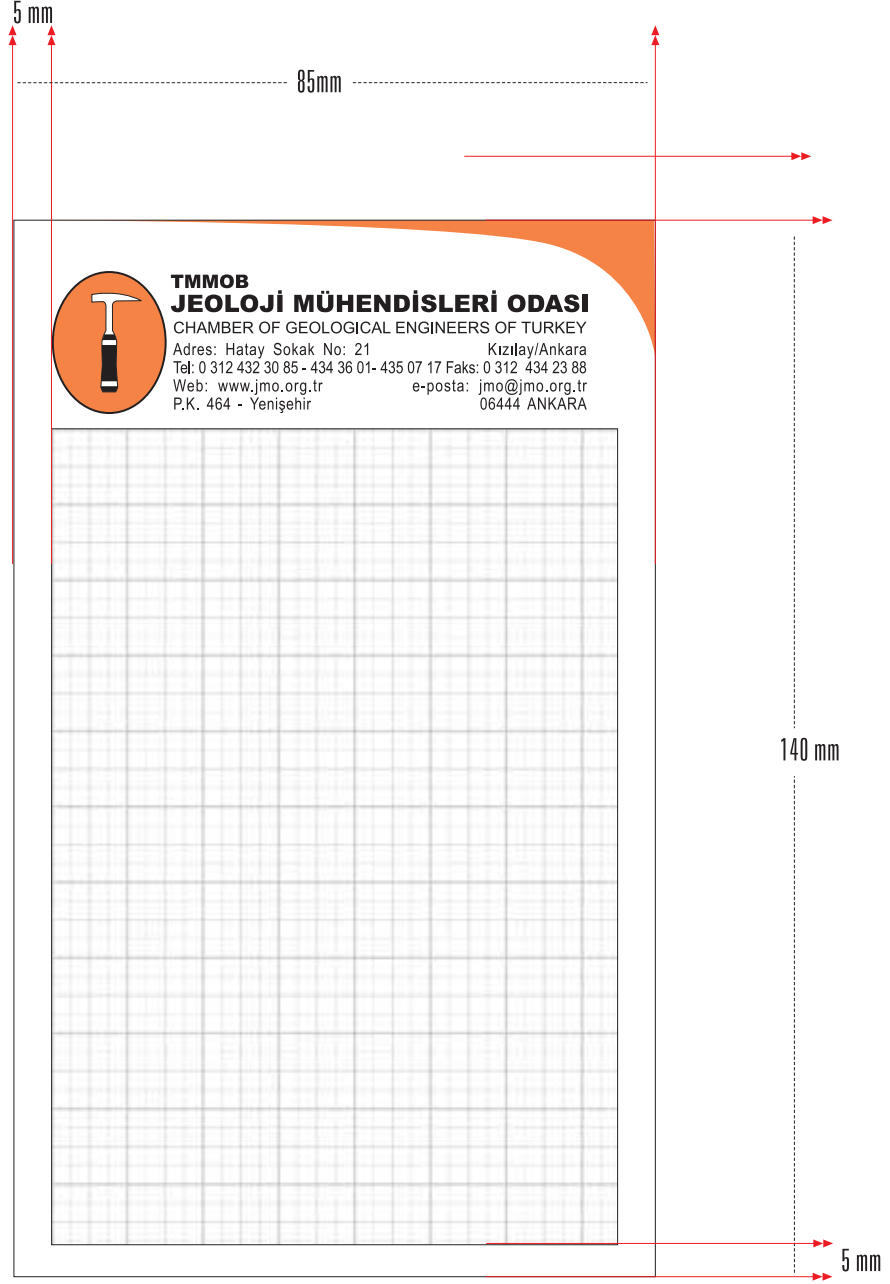 5 mm
85mm
TMMOB
JEOLOJİ MÜHENDİSLERİ ODASI
CHAMBER OF GEOLOGICAL ENGINEERS OF TURKEY
Adres: Hatay Sokak No: 21 Kızılay/Ankara
Tel: 0 312 432 30 85 - 434 36 01- 435 07 17 Faks: 0 312 434 23 88
Web: www.jmo.org.tr e-posta: jmo@jmo.org.tr
P.K. 464 - Yenişehir 06444 ANKARA
140 mm
5 mm